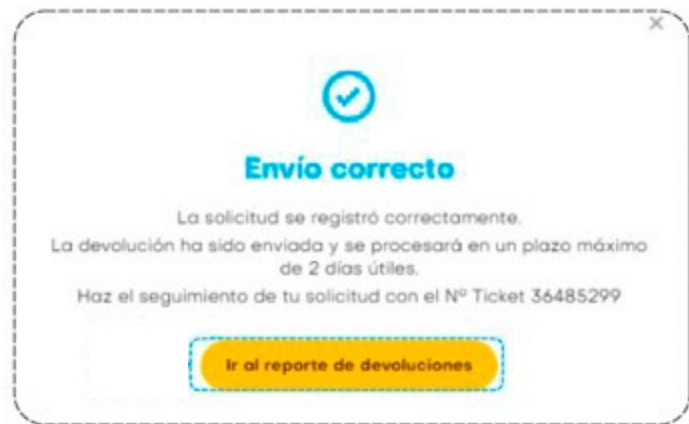 Envío correcto
La solicitud se registró correctamente.
La devolución ha sido enviada y se procesará en un plazo máximo
de 2 días útiles.
Haz el seguimiento de tu solicitud con el Nº Ticket 36485299
Ir al reporte de devoluciones